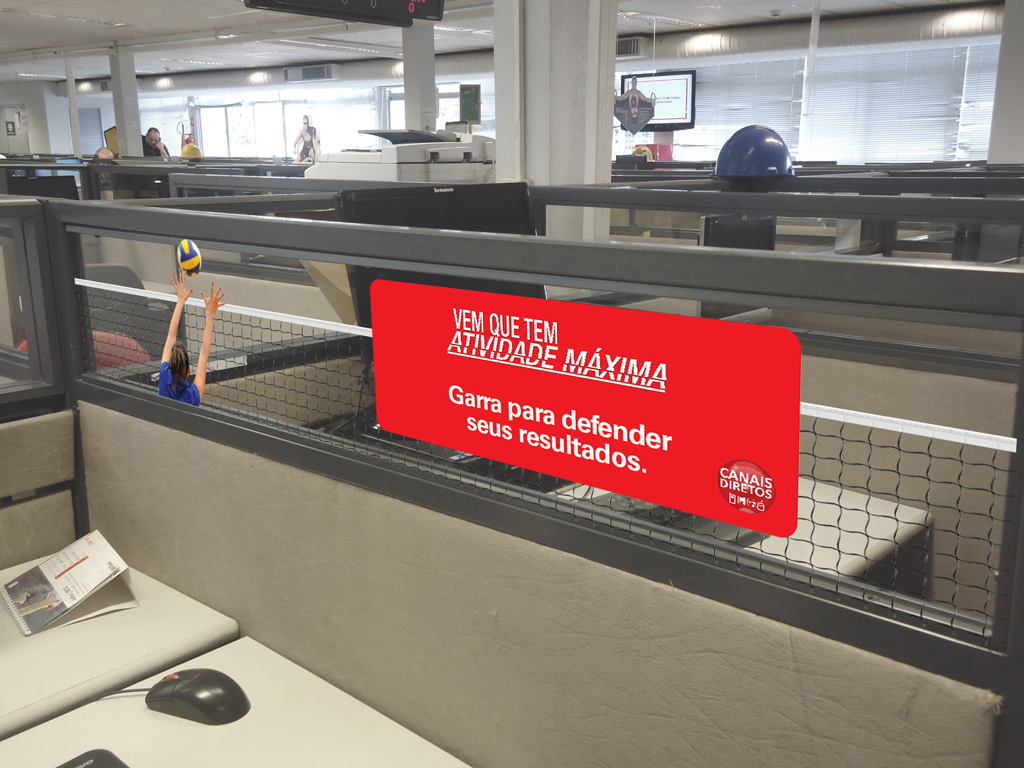 lenovo
VEM QUE TEM
ATIVIDADE MÁXIMA
Garra para defender
seus resultados.
CANAIS
DIRETOS